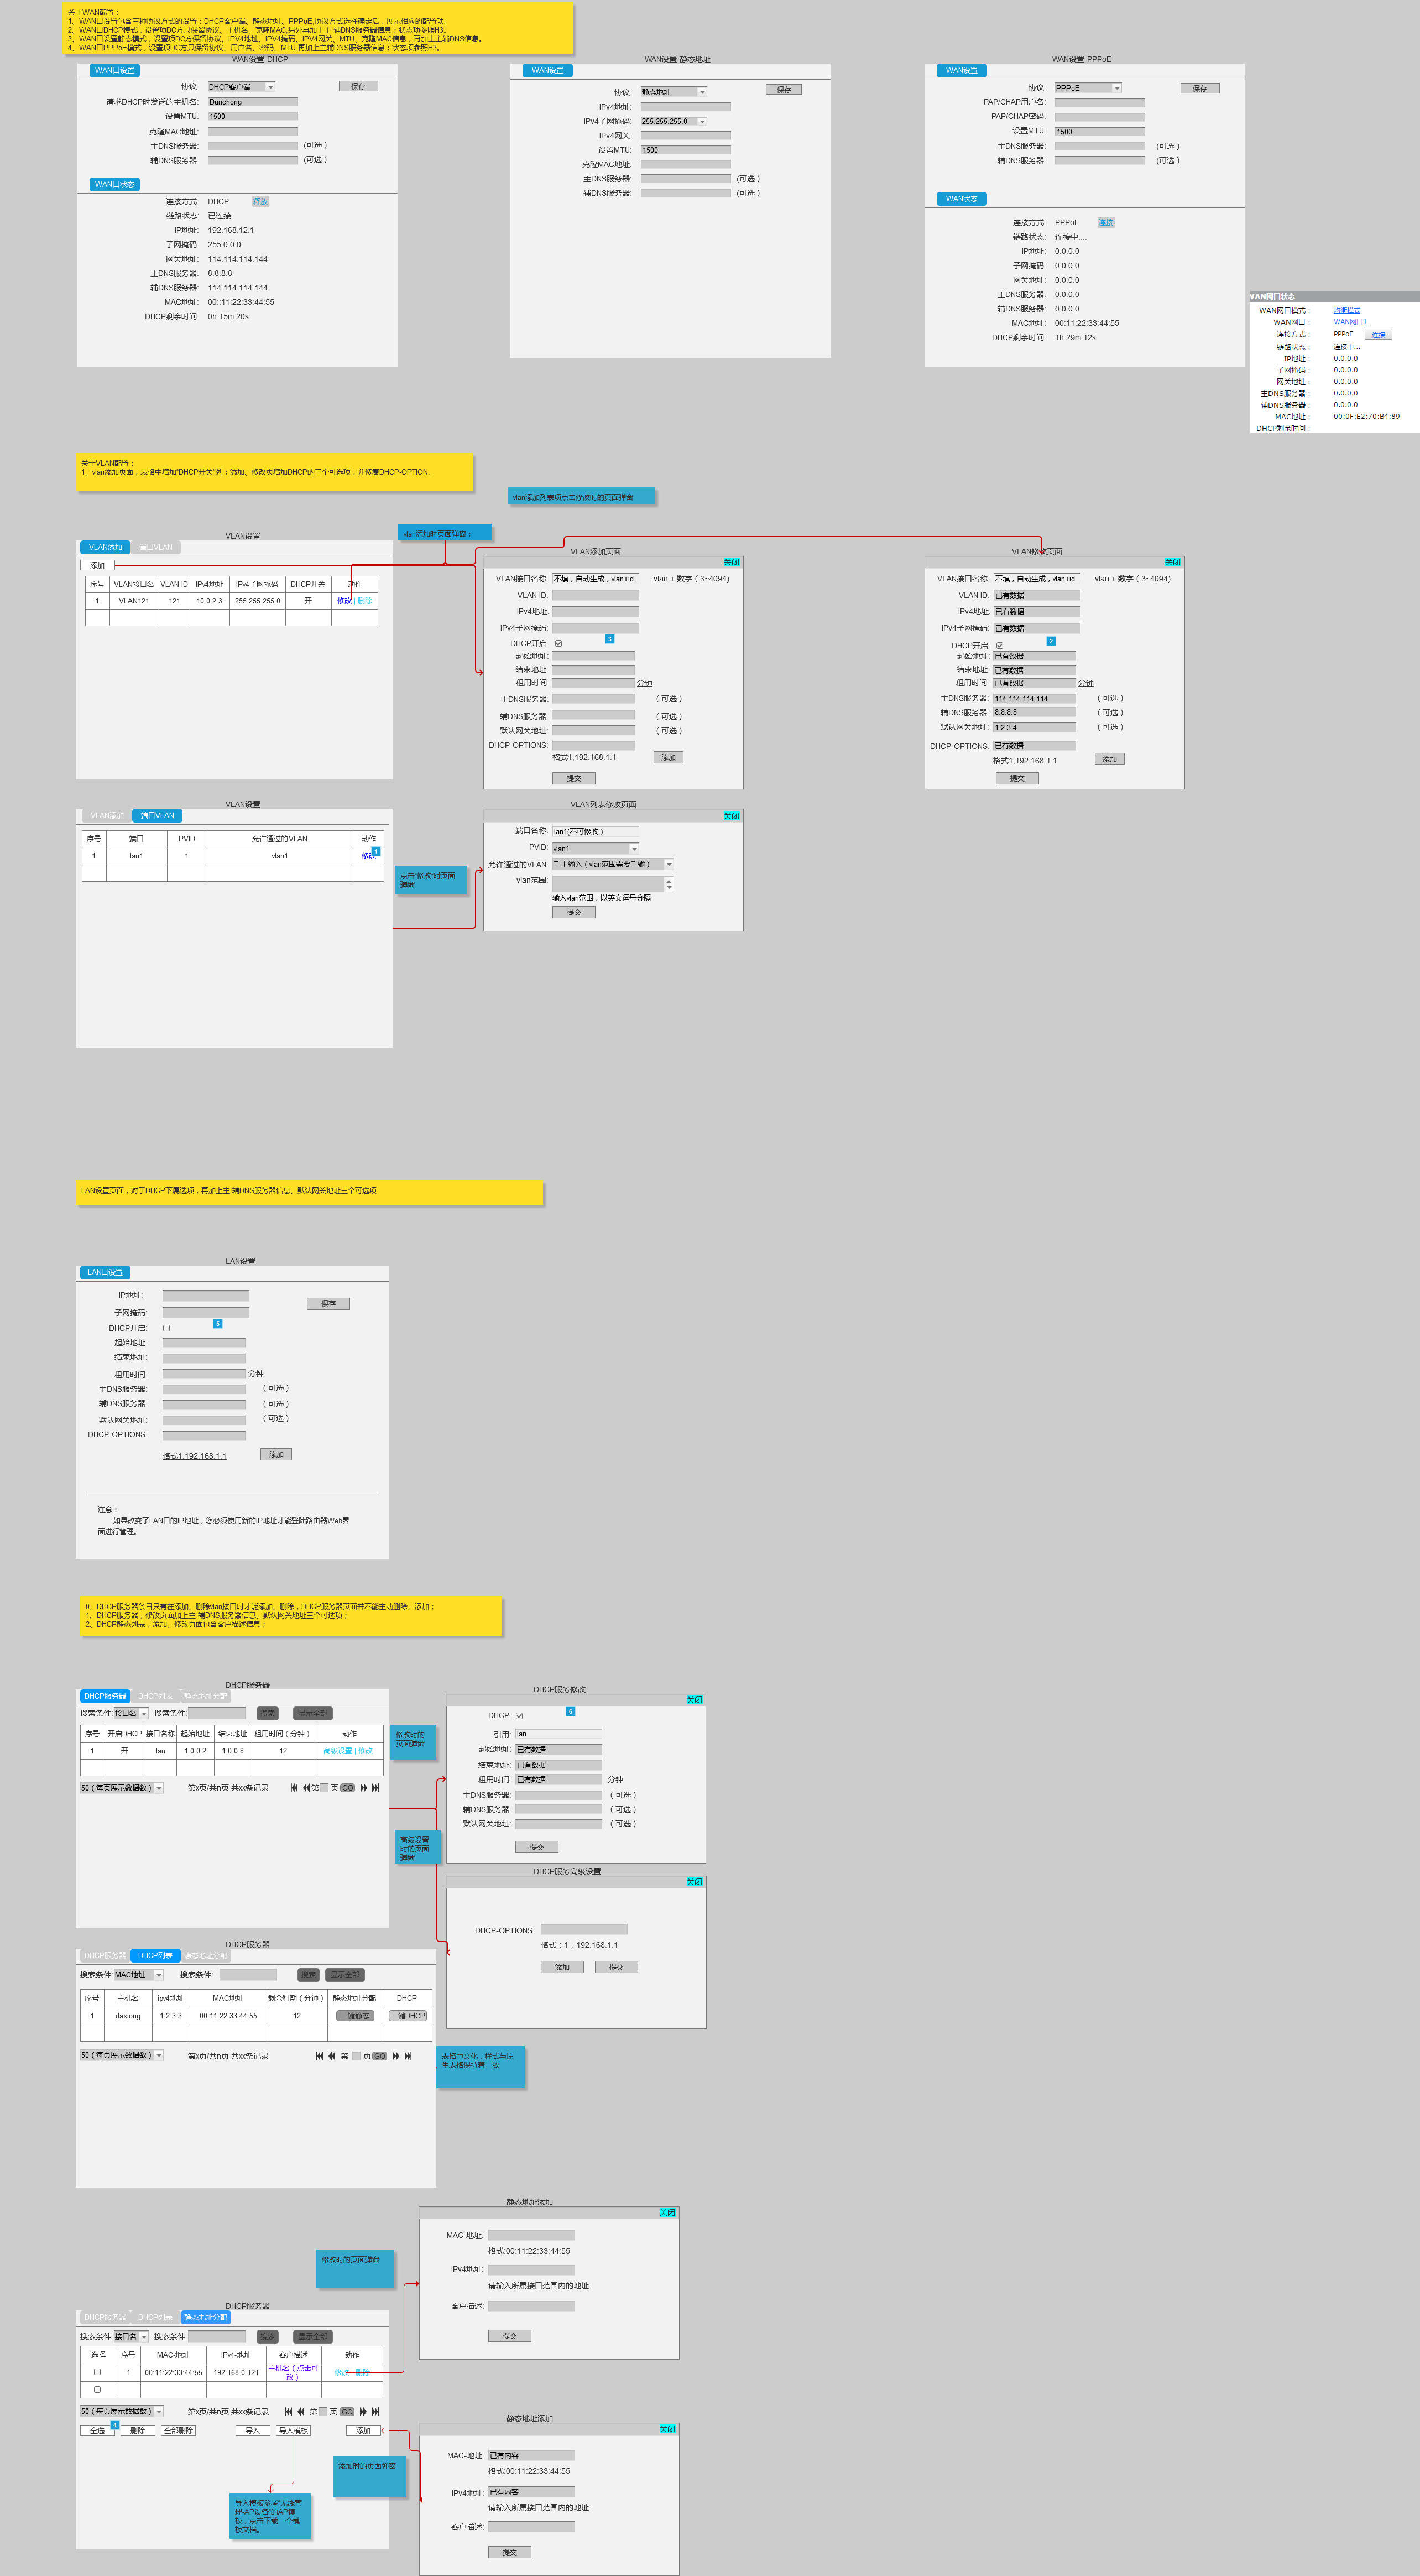 关于WAN配置：
1、WAN口设置包含三种协议方式的设置：DHCP客户端、静态地址、PPPoE,协议方式选择确定后，展示相应的配置项。
2、WAN口DHCP模式，设置项DC方只保留协议、主机名、克隆MAC;另外再加上主 辅DNS服务器信息；状态项参照H3。
3、WAN口设置静态模式，设置项DC方保留协议、IPV4地址、IPV4掩码、IPV4网关、MTU、克隆MAC信息，再加上主辅DNS信息。
4、WAN口PPPoE模式，设置项DC方只保留协议、用户名、密码、MTU,再加上主辅DNS服务器信息；状态项参照H3。
WAN设置-DHCP
WAN口设置
协议: DHCP客户端 保存
请求DHCP时发送的主机名: Dunchong
设置MTU: 1500
克隆MAC地址:
主DNS服务器: (可选）
辅DNS服务器: (可选）
WAN口状态
连接方式: DHCP 释放
链路状态: 已连接
IP地址: 192.168.12.1
子网掩码: 255.0.0.0
网关地址: 114.114.114.144
主DNS服务器: 8.8.8.8
辅DNS服务器: 114.114.114.144
MAC地址: 00::11:22:33:44:55
DHCP剩余时间: 0h 15m 20s
WAN设置-静态地址
WAN设置
协议: 静态地址 保存
IPv4地址:
IPv4子网掩码: 255.255.255.0
IPv4网关:
设置MTU: 1500
克隆MAC地址:
主DNS服务器: (可选）
辅DNS服务器: (可选）
WAN设置-PPPoE
WAN设置
协议: PPPoE 保存
PAP/CHAP用户名:
PAP/CHAP密码:
设置MTU: 1500
主DNS服务器: (可选）
辅DNS服务器: (可选）
WAN状态
连接方式: PPPoE 连接
链路状态: 连接中....
IP地址: 0.0.0.0
子网掩码: 0.0.0.0
网关地址: 0.0.0.0
主DNS服务器: 0.0.0.0
辅DNS服务器: 0.0.0.0
MAC地址: 00:11:22:33:44:55
DHCP剩余时间: 1h 29m 12s
WAN网口状态
WAN网口模式： 均衡模式
WAN网口： WAN网口1
连接方式： PPPoE 连接
链路状态： 连接中...
IP地址： 0.0.0.0
子网掩码： 0.0.0.0
网关地址： 0.0.0.0
主DNS服务器： 0.0.0.0
辅DNS服务器： 0.0.0.0
MAC地址： 00:0F:E2:70:B4:89
DHCP剩余时间：
关于VLAN配置：
1、vlan添加页面，表格中增加"DHCP开关"列；添加、修改页增加DHCP的三个可选项，并修复DHCP-OPTION.
vlan添加列表项点击修改时的页面弹窗
vlan添加时页面弹窗；
VLAN设置
VLAN添加 端口VLAN
添加
序号 VLAN接口名 VLAN ID IPv4地址 IPv4子网掩码 DHCP开关 动作
1 VLAN121 121 10.0.2.3 255.255.255.0 开 修改 | 删除
VLAN添加页面
关闭
VLAN接口名称: 不填，自动生成，vlan+id vlan + 数字（3~4094)
VLAN ID:
IPv4地址:
IPv4子网掩码:
DHCP开启: 3
起始地址:
结束地址:
租用时间: 分钟
主DNS服务器: （可选）
辅DNS服务器: （可选）
默认网关地址: （可选）
DHCP-OPTIONS:
格式1.192.168.1.1 添加
提交
VLAN修改页面
关闭
VLAN接口名称: 不填，自动生成，vlan+id vlan + 数字（3~4094)
VLAN ID: 已有数据
IPv4地址: 已有数据
IPv4子网掩码: 已有数据
DHCP开启: 2
起始地址: 已有数据
结束地址: 已有数据
租用时间: 已有数据 分钟
主DNS服务器: 114.114.114.114 （可选）
辅DNS服务器: 8.8.8.8 （可选）
默认网关地址: 1.2.3.4 （可选）
DHCP-OPTIONS: 已有数据
格式1.192.168.1.1 添加
提交
VLAN设置
VLAN添加 端口VLAN
序号 端口 PVID 允许通过的VLAN 动作
1 lan1 1 vlan1 修改 1
点击"修改"时页面
弹窗
VLAN列表修改页面
关闭
端口名称: lan1(不可修改）
PVID: vlan1
允许通过的VLAN: 手工输入（vlan范围需要手输）
vlan范围:
输入vlan范围，以英文逗号分隔
提交
LAN设置页面，对于DHCP下属选项，再加上主 辅DNS服务器信息、默认网关地址三个可选项
LAN设置
LAN口设置
IP地址:
保存
子网掩码:
DHCP开启: 5
起始地址:
结束地址:
租用时间: 分钟
主DNS服务器: （可选）
辅DNS服务器: （可选）
默认网关地址: （可选）
DHCP-OPTIONS:
格式1.192.168.1.1 添加
注意：
如果改变了LAN口的IP地址，您必须使用新的IP地址才能登陆路由器Web界
面进行管理。
0、DHCP服务器条目只有在添加、删除vlan接口时才能添加、删除，DHCP服务器页面并不能主动删除、添加；
1、DHCP服务器，修改页面加上主 辅DNS服务器信息、默认网关地址三个可选项；
2、DHCP静态列表，添加、修改页面包含客户描述信息；
DHCP服务器
DHCP服务器 DHCP列表 静态地址分配
搜索条件: 接口名 搜索条件: 搜索 显示全部
序号 开启DHCP 接口名称 起始地址 结束地址 租用时间（分钟） 动作
1 开 lan 1.0.0.2 1.0.0.8 12 高级设置 | 修改
50（每页展示数据数） 第x页/共n页 共xx条记录 第 页 GO
修改时的
页面弹窗
高级设置
时的页面
弹窗
DHCP服务修改
关闭
DHCP: 6
引用: lan
起始地址: 已有数据
结束地址: 已有数据
租用时间: 已有数据 分钟
主DNS服务器: （可选）
辅DNS服务器: （可选）
默认网关地址: （可选）
提交
DHCP服务高级设置
关闭
DHCP-OPTIONS:
格式：1，192.168.1.1
添加 提交
DHCP服务器
DHCP服务器 DHCP列表 静态地址分配
搜索条件: MAC地址 搜索条件: 搜索 显示全部
序号 主机名 ipv4地址 MAC地址 剩余租期（分钟） 静态地址分配 DHCP
1 daxiong 1.2.3.3 00:11:22:33:44:55 12 一键静态 一键DHCP
50（每页展示数据数） 第x页/共n页 共xx条记录 第 页 GO
表格中文化，样式与原
生表格保持着一致
静态地址添加
关闭
MAC-地址:
格式:00:11:22:33:44:55
IPv4地址:
请输入所属接口范围内的地址
客户描述:
提交
修改时的页面弹窗
DHCP服务器
DHCP服务器 DHCP列表 静态地址分配
搜索条件: 接口名 搜索条件: 搜索 显示全部
选择 序号 MAC-地址 IPv4-地址 客户描述 动作
1 00:11:22:33:44:55 192.168.0.121 主机名（点击可
改） 修改 | 删除
50（每页展示数据数） 第x页/共n页 共xx条记录 第 页 GO
全选 4 删除 全部删除 导入 导入模板 添加
添加时的页面弹窗
导入模板参考"无线管
理-AP设备"的AP模
板，点击下载一个模
板文档。
静态地址添加
关闭
MAC-地址: 已有内容
格式:00:11:22:33:44:55
IPv4地址: 已有内容
请输入所属接口范围内的地址
客户描述:
提交